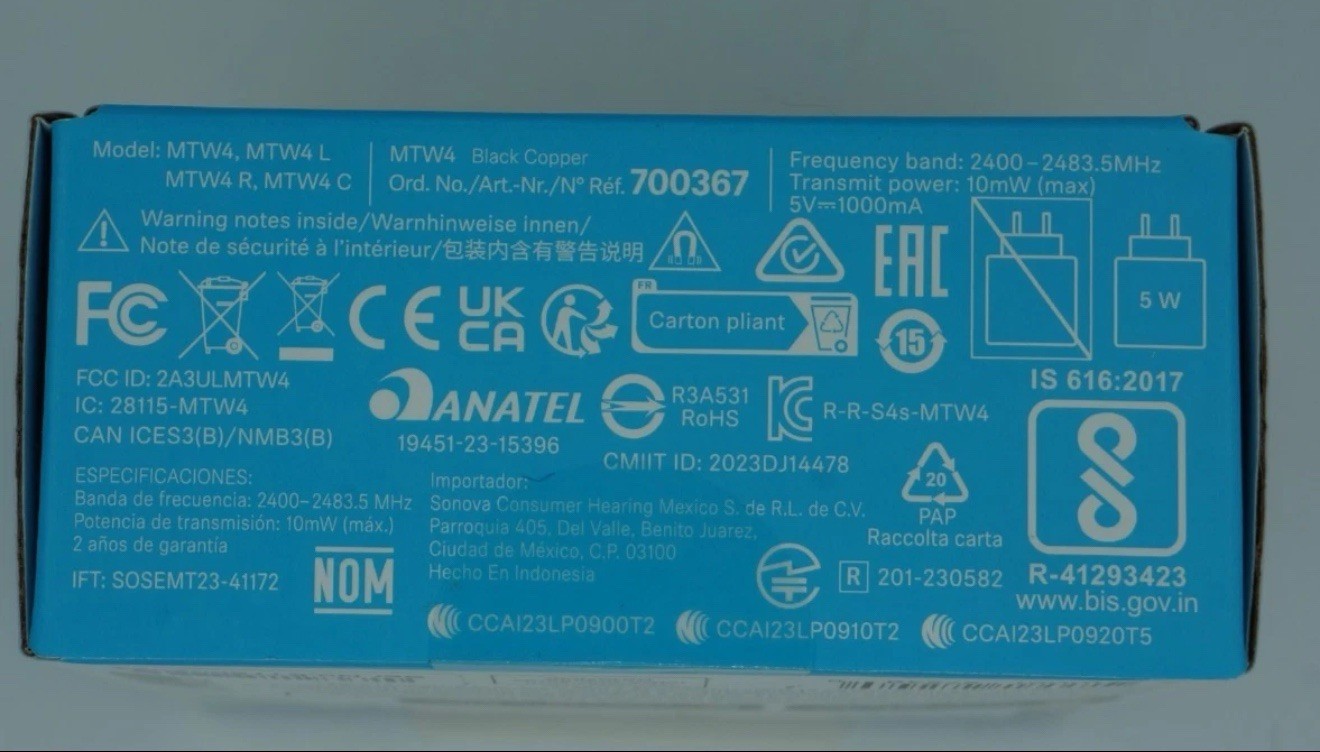 Model: MTW4, MTW4 L
MTW4 R, MTW4 C
MTW4 Black Copper
Ord. No./Art.-Nr./N° Réf. 700367
Frequency band: 2400-2483.5MHz
Transmit power: 10mW (max)
5V⎓1000mA
Warning notes inside/Warnhinweise innen/
Note de sécurité à l'intérieur/包装内含有警告说明
EAC
5 W
FC
CE
UK
CA
FR
Carton pliant
15
IS 616:2017
FCC ID: 2A3ULMTW4
IC: 28115-MTW4
CAN ICES3(B)/NMB3(B)
ANATEL
19451-23-15396
R3A531
RoHS
R-R-S4s-MTW4
CMIIT ID: 2023DJ14478
20
PAP
Raccolta carta
ESPECIFICACIONES:
Banda de frecuencia: 2400-2483.5 MHz
Potencia de transmisión: 10mW (máx.)
2 años de garantía
IFT: SOSEMT23-41172
NOM
Importador:
Sonova Consumer Hearing Mexico S. de R.L. de C.V.
Parroquia 405, Del Valle, Benito Juarez,
Ciudad de México, C.P. 03100
Hecho En Indonesia
R 201-230582
R-41293423
www.bis.gov.in
CCAI23LP0900T2
CCAI23LP0910T2
CCAI23LP0920T5